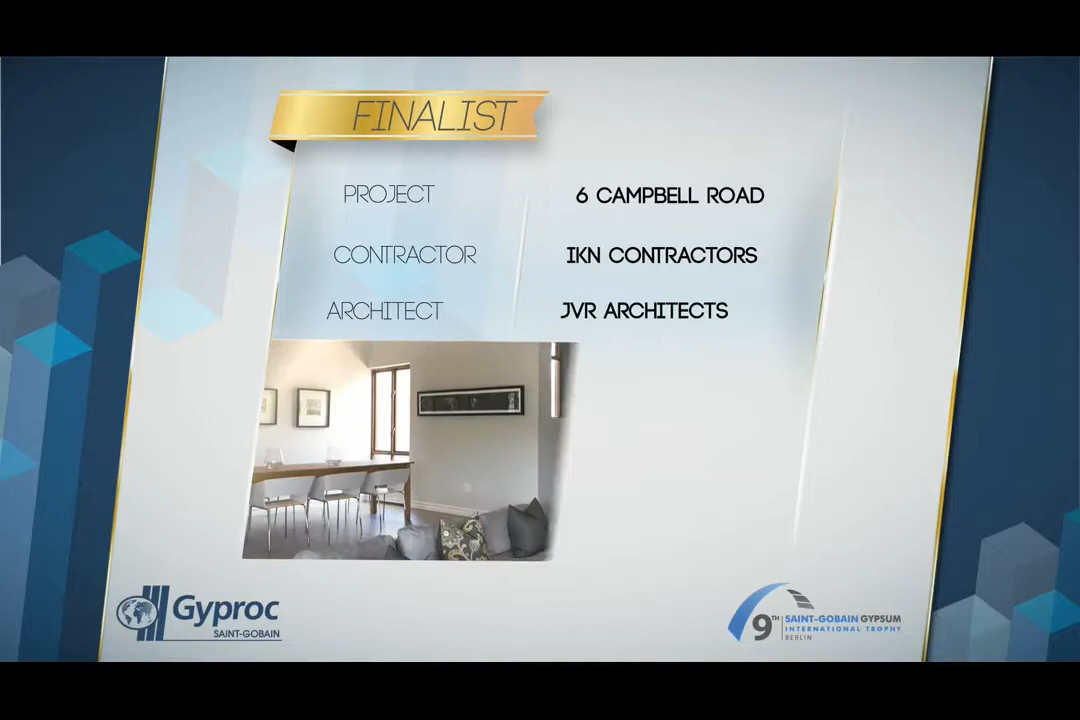 FINALIST
PROJECT 6 CAMPBELL ROAD
CONTRACTOR IKN CONTRACTORS
ARCHITECT JVR ARCHITECTS
Gyproc
SAINT-GOBAIN
9TH SAINT-GOBAIN GYPSUM
INTERNATIONAL TROPHY
BERLIN